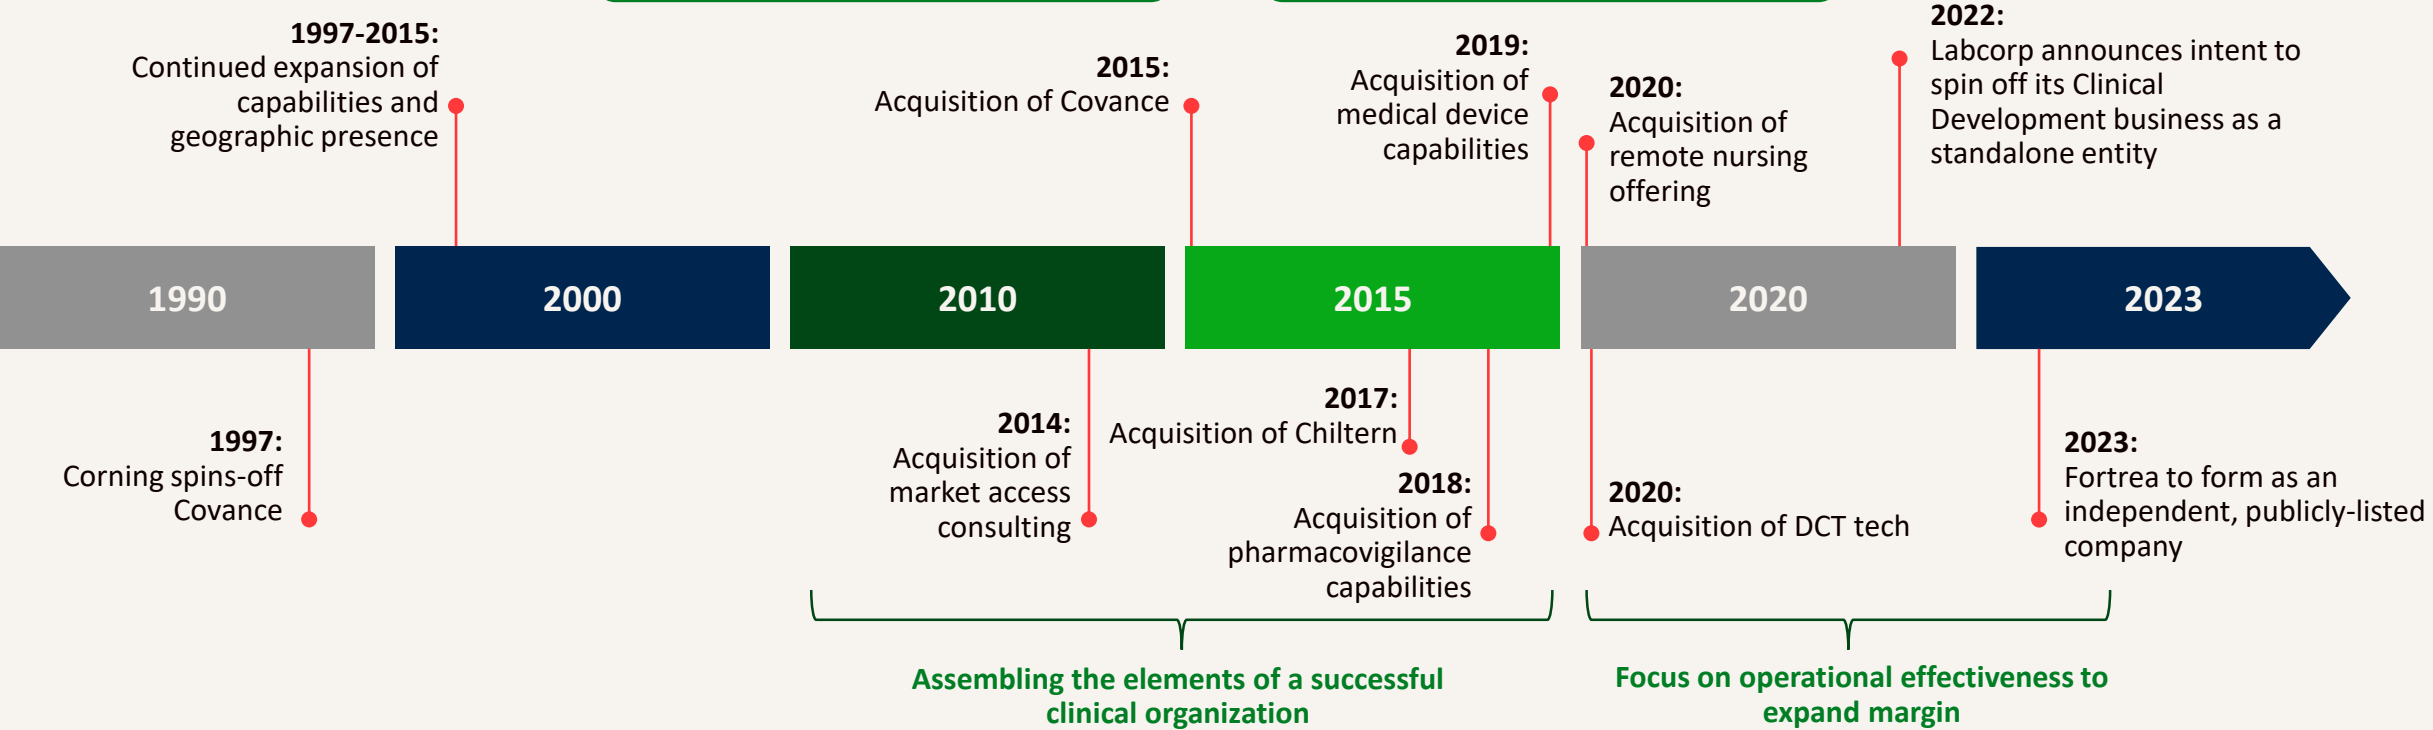 1997-2015:
Continued expansion of
capabilities and
geographic presence
2015:
Acquisition of Covance
2019:
Acquisition of
medical device
capabilities
2020:
Acquisition of
remote nursing
offering
2022:
Labcorp announces intent to
spin off its Clinical
Development business as a
standalone entity
1990
2000
2010
2015
2020
2023
1997:
Corning spins-off
Covance
2014:
Acquisition of
market access
consulting
2017:
Acquisition of Chiltern
2018:
Acquisition of
pharmacovigilance
capabilities
2020:
Acquisition of DCT tech
2023:
Fortrea to form as an
independent, publicly-listed
company
Assembling the elements of a successful
clinical organization
Focus on operational effectiveness to
expand margin